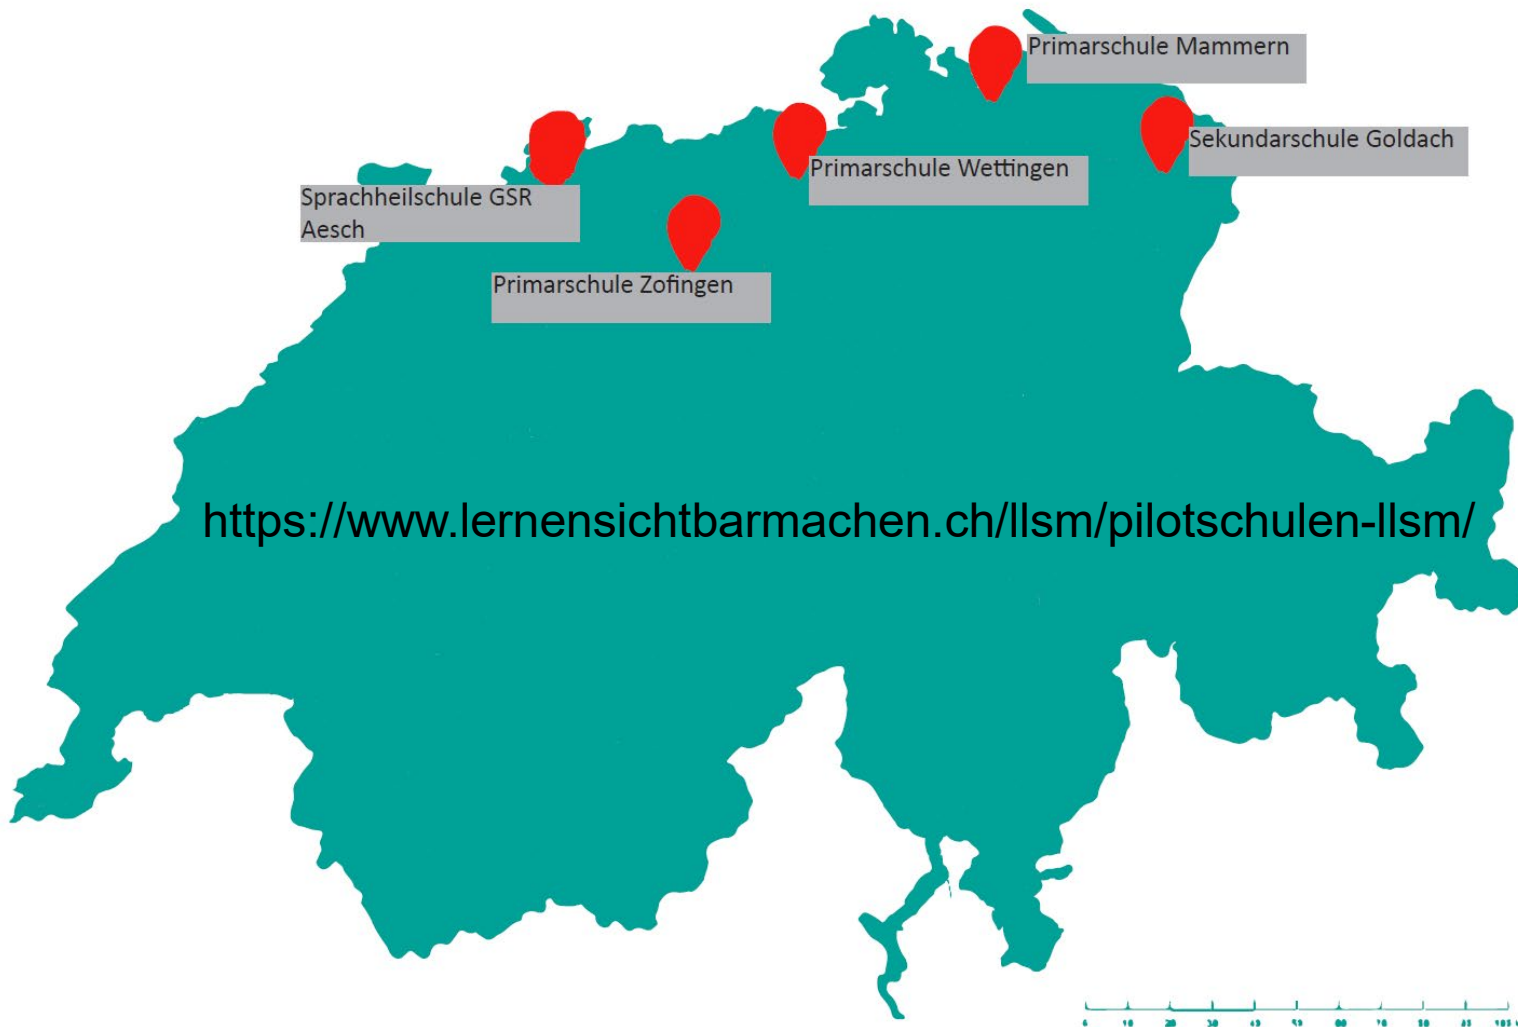 Primarschule Mammern
Sekundarschule Goldach
Primarschule Wettingen
Sprachheilschule GSR
Aesch
Primarschule Zofingen
https://www.lernensichtbarmachen.ch/llsm/pilotschulen-llsm/